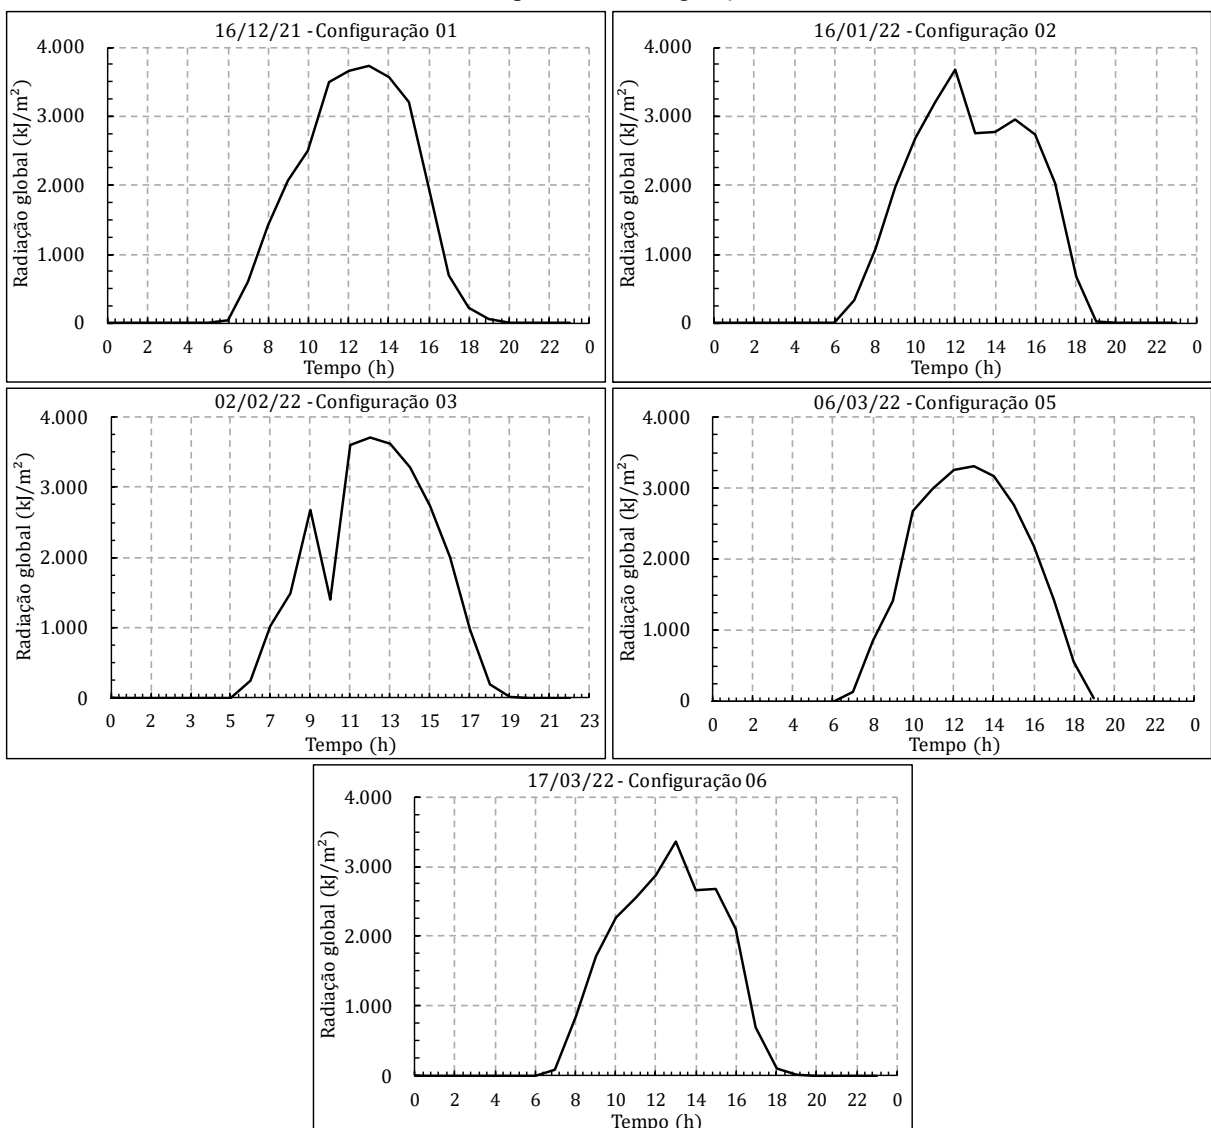 16/12/21 - Configuração 01
Radiação global (kJ/m²)
4.000
3.000
2.000
1.000
0
0 2 4 6 8 10 12 14 16 18 20 22 0
Tempo (h)
16/01/22 - Configuração 02
Radiação global (kJ/m²)
4.000
3.000
2.000
1.000
0
0 2 4 6 8 10 12 14 16 18 20 22 0
Tempo (h)
02/02/22 - Configuração 03
Radiação global (kJ/m²)
4.000
3.000
2.000
1.000
0
0 2 3 5 7 9 11 13 15 17 19 21 23
Tempo (h)
06/03/22 - Configuração 05
Radiação global (kJ/m²)
4.000
3.000
2.000
1.000
0
0 2 4 6 8 10 12 14 16 18 20 22 0
Tempo (h)
17/03/22 - Configuração 06
Radiação global (kJ/m²)
4.000
3.000
2.000
1.000
0
0 2 4 6 8 10 12 14 16 18 20 22 0
Tempo (h)